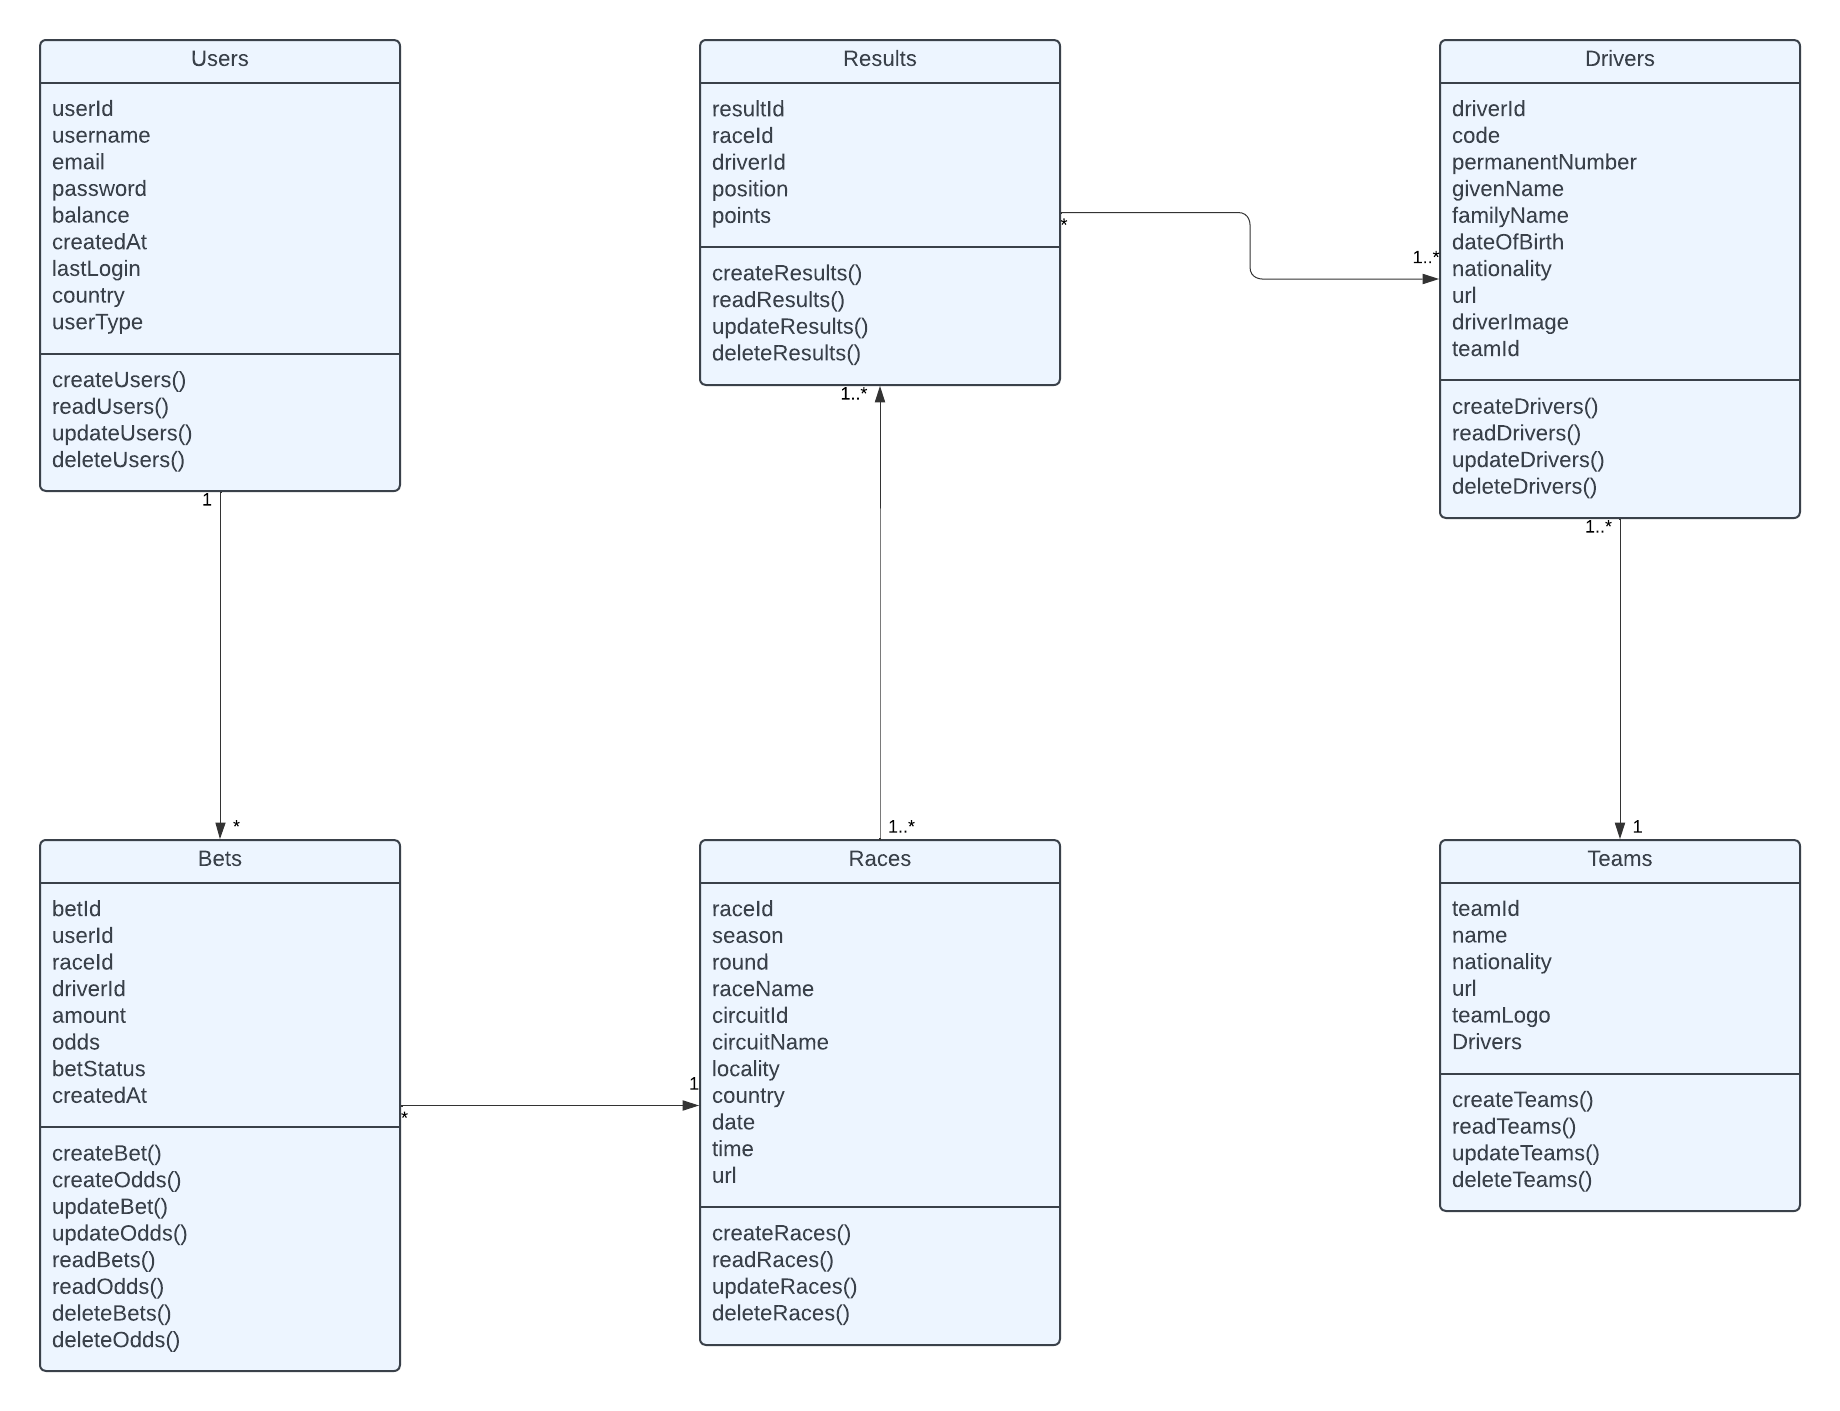 Users
userId
username
email
password
balance
createdAt
lastLogin
country
userType
createUsers()
readUsers()
updateUsers()
deleteUsers()
1
*
Results
resultId
raceId
driverId
position
points
createResults()
readResults()
updateResults()
deleteResults()
*
1..*
1..*
1..*
Drivers
driverId
code
permanentNumber
givenName
familyName
dateOfBirth
nationality
url
driverImage
teamId
createDrivers()
readDrivers()
updateDrivers()
deleteDrivers()
1..*
1
Bets
betId
userId
raceId
driverId
amount
odds
betStatus
createdAt
createBet()
createOdds()
updateBet()
updateOdds()
readBets()
readOdds()
deleteBets()
deleteOdds()
*
1
Races
raceId
season
round
raceName
circuitId
circuitName
locality
country
date
time
url
createRaces()
readRaces()
updateRaces()
deleteRaces()
Teams
teamId
name
nationality
url
teamLogo
Drivers
createTeams()
readTeams()
updateTeams()
deleteTeams()